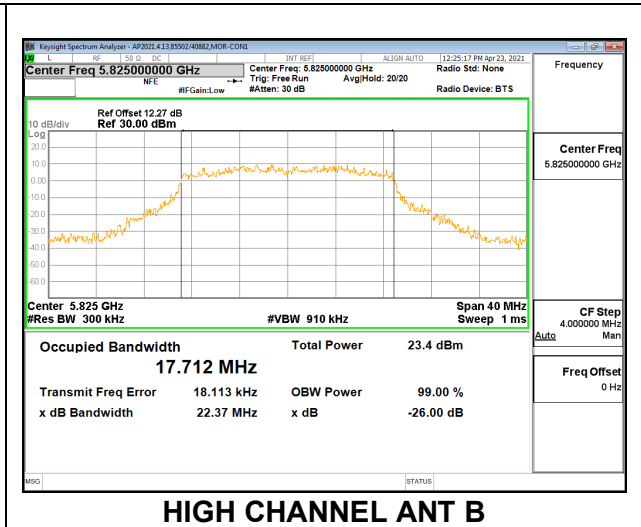 Keysight Spectrum Analyzer - AP2021.4.13,85502/40882,MOR-CON1
L RF 50 Ω DC INT REF ALIGN AUTO 12:25:17 PM Apr 23, 2021
Center Freq 5.825000000 GHz
NFE
#IFGain:Low
Center Freq: 5.825000000 GHz
Trig: Free Run Avg|Hold: 20/20
#Atten: 30 dB
Radio Std: None
Radio Device: BTS
Frequency
Ref Offset 12.27 dB
10 dB/div Ref 30.00 dBm
Log
20.0
10.0
0.00
-10.0
-20.0
-30.0
-40.0
-50.0
-60.0
Center Freq
5.825000000 GHz
Center 5.825 GHz Span 40 MHz
#Res BW 300 kHz #VBW 910 kHz Sweep 1 ms
CF Step
4.000000 MHz
Auto Man
Occupied Bandwidth Total Power 23.4 dBm
17.712 MHz
Transmit Freq Error 18.113 kHz OBW Power 99.00 %
x dB Bandwidth 22.37 MHz x dB -26.00 dB
Freq Offset
0 Hz
MSG STATUS
HIGH CHANNEL ANT B